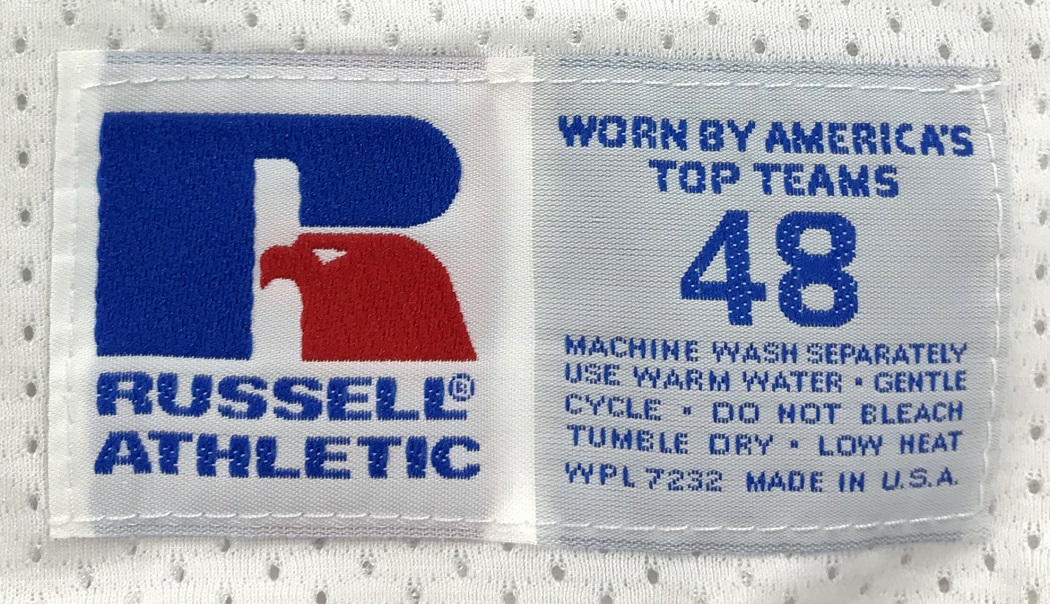 RUSSELL®
ATHLETIC
WORN BY AMERICA'S
TOP TEAMS
48
MACHINE WASH SEPARATELY
USE WARM WATER • GENTLE
CYCLE • DO NOT BLEACH
TUMBLE DRY • LOW HEAT
WPL 7232 MADE IN U.S.A.